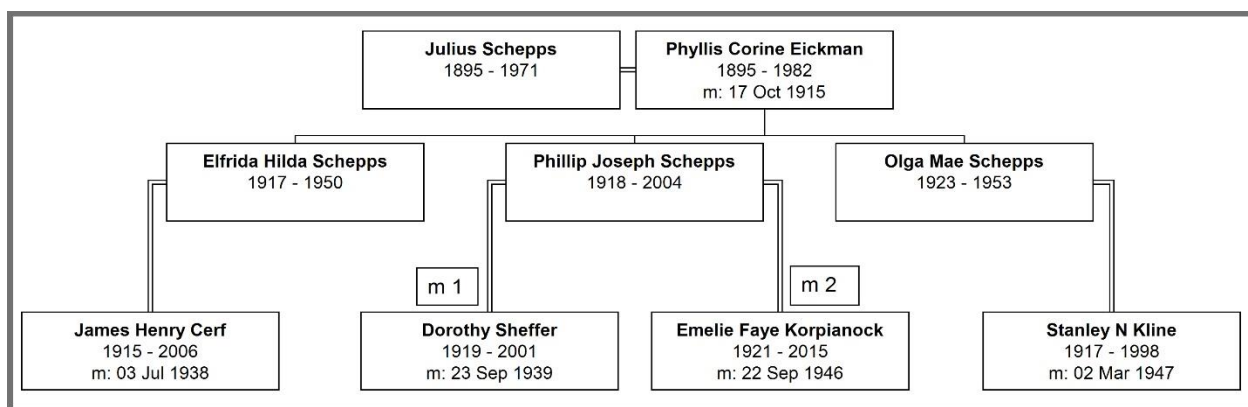 Julius Schepps
1895 - 1971
Phyllis Corine Eickman
1895 - 1982
m: 17 Oct 1915
Elfrida Hilda Schepps
1917 - 1950
Phillip Joseph Schepps
1918 - 2004
Olga Mae Schepps
1923 - 1953
m 1
m 2
James Henry Cerf
1915 - 2006
m: 03 Jul 1938
Dorothy Sheffer
1919 - 2001
m: 23 Sep 1939
Emelie Faye Korpianock
1921 - 2015
m: 22 Sep 1946
Stanley N Kline
1917 - 1998
m: 02 Mar 1947